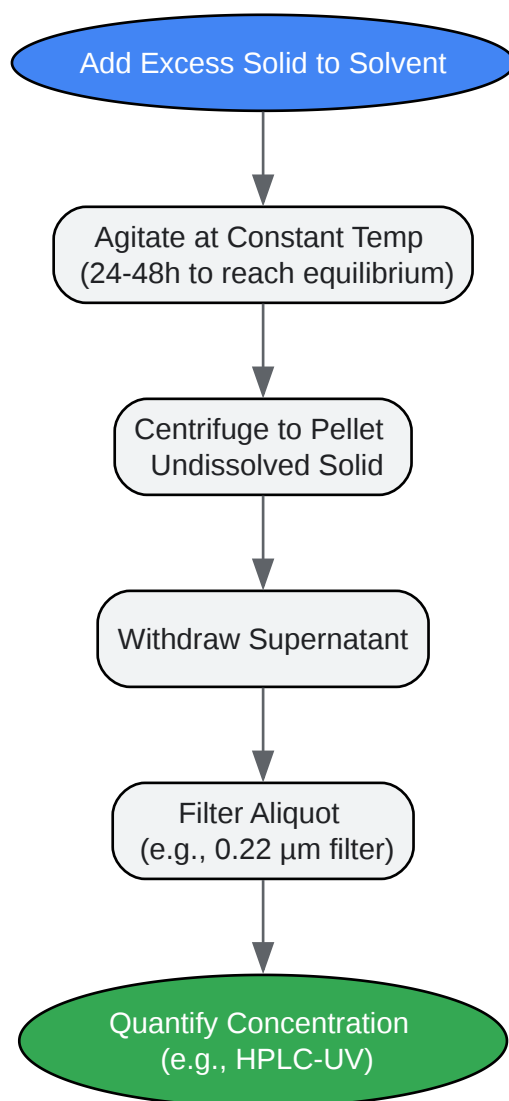 Add Excess Solid to Solvent
Agitate at Constant Temp
(24-48h to reach equilibrium)
Centrifuge to Pellet
Undissolved Solid
Withdraw Supernatant
Filter Aliquot
(e.g., 0.22 µm filter)
Quantify Concentration
(e.g., HPLC-UV)